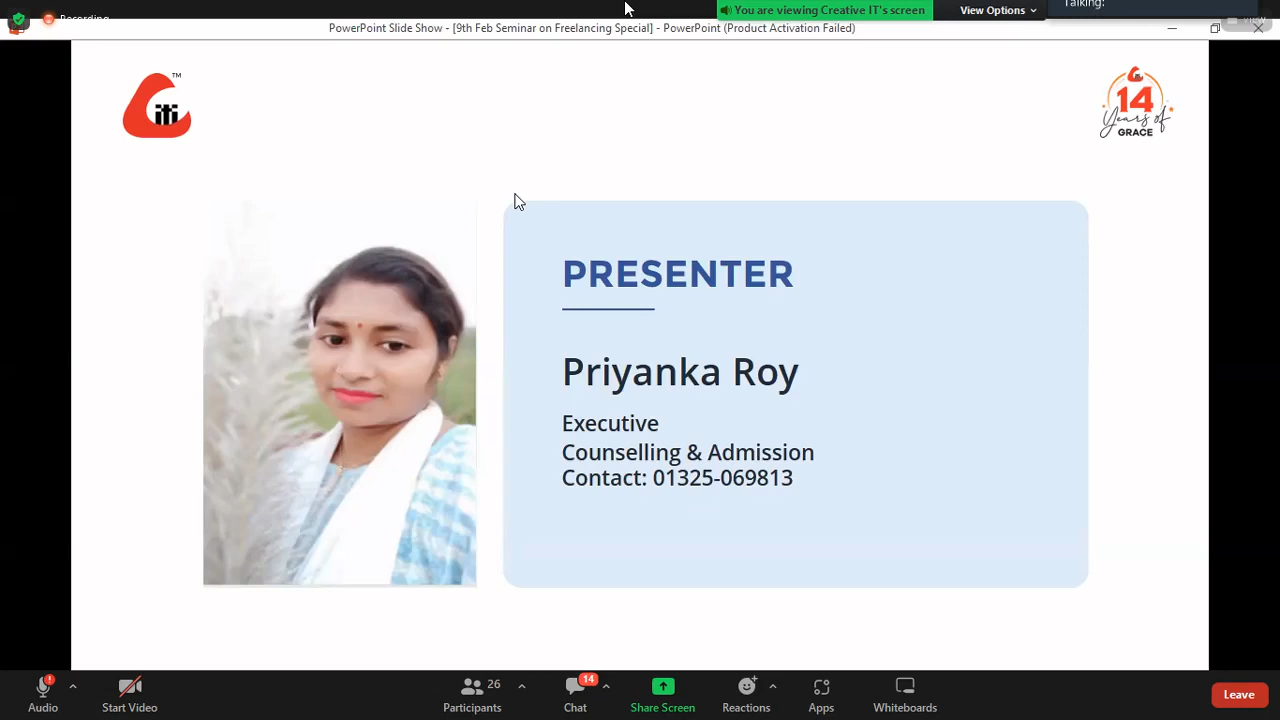 Recording
You are viewing Creative IT's screen
View Options
Talking:
View
PowerPoint Slide Show - [9th Feb Seminar on Freelancing Special] - PowerPoint (Product Activation Failed)
TM
iTi
14
Years of
GRACE
PRESENTER
Priyanka Roy
Executive
Counselling & Admission
Contact: 01325-069813
Audio
Start Video
26
Participants
14
Chat
Share Screen
Reactions
Apps
Whiteboards
Leave